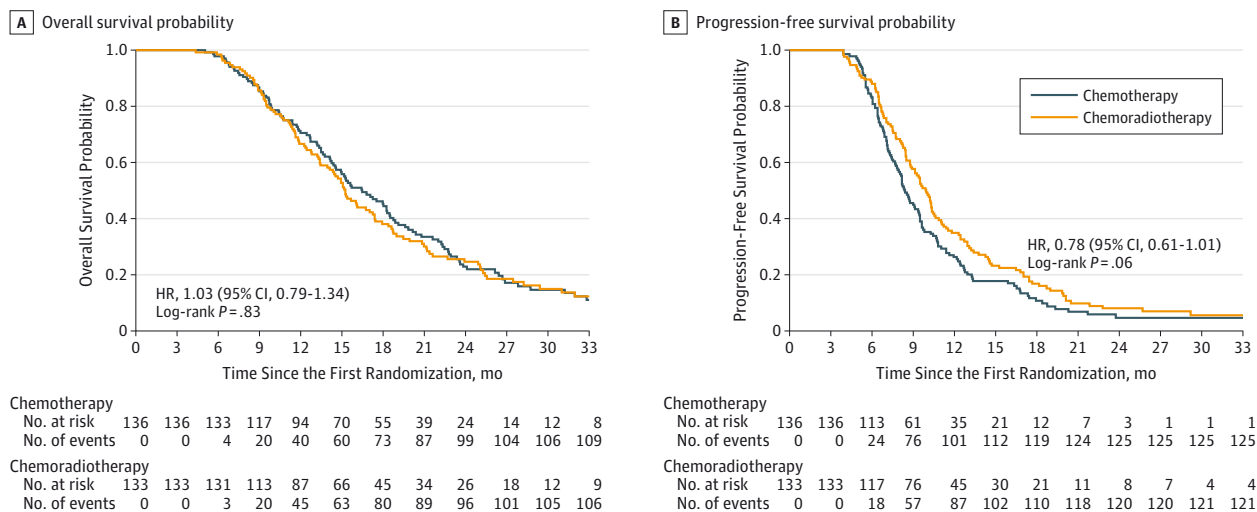 A Overall survival probability
1.0
0.8
0.6
0.4
0.2
0
Overall Survival Probability
HR, 1.03 (95% CI, 0.79-1.34)
Log-rank P = .83
0 3 6 9 12 15 18 21 24 27 30 33
Time Since the First Randomization, mo
Chemotherapy
No. at risk 136 136 133 117 94 70 55 39 24 14 12 8
No. of events 0 0 4 20 40 60 73 87 99 104 106 109
Chemoradiotherapy
No. at risk 133 133 131 113 87 66 45 34 26 18 12 9
No. of events 0 0 3 20 45 63 80 89 96 101 105 106
B Progression-free survival probability
1.0
0.8
0.6
0.4
0.2
0
Progression-Free Survival Probability
Chemotherapy
Chemoradiotherapy
HR, 0.78 (95% CI, 0.61-1.01)
Log-rank P = .06
0 3 6 9 12 15 18 21 24 27 30 33
Time Since the First Randomization, mo
Chemotherapy
No. at risk 136 136 113 61 35 21 12 7 3 1 1 1
No. of events 0 0 24 76 101 112 119 124 125 125 125 125
Chemoradiotherapy
No. at risk 133 133 117 76 45 30 21 11 8 7 4 4
No. of events 0 0 18 57 87 102 110 118 120 120 121 121